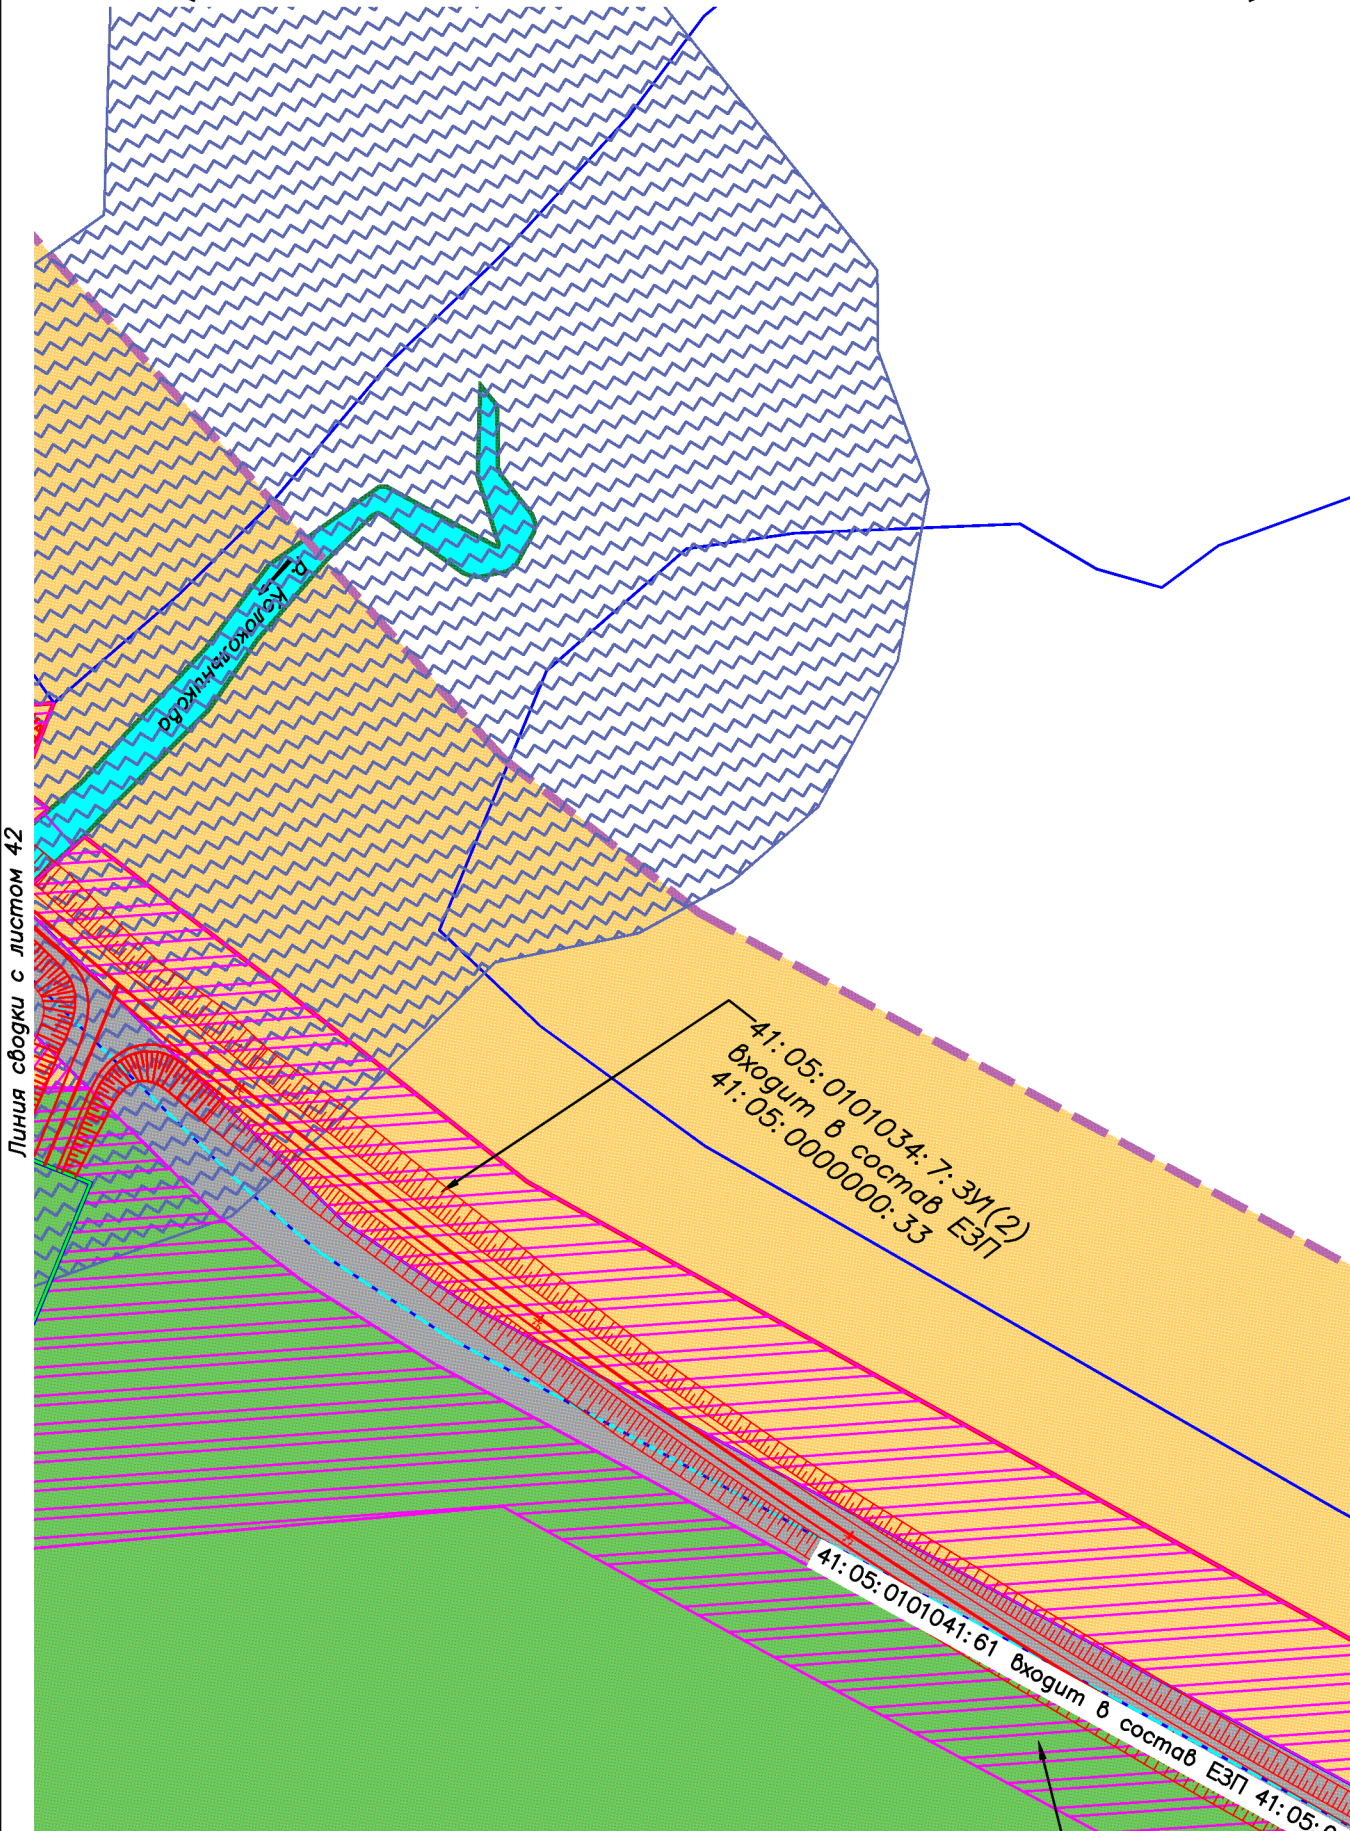 Линия сводки с листом 42
р. Колокольникова
41:05:0101034:7:ЗУ1(2)
входит в состав ЕЗП
41:05:000000:33
41:05:0101041:61 входит в состав ЕЗП 41:05:0